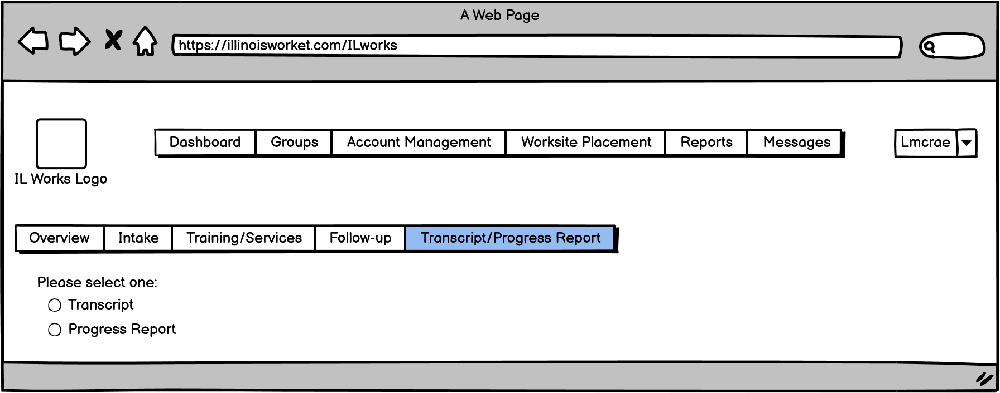 A Web Page
https://illinoisworket.com/ILworks
Dashboard Groups Account Management Worksite Placement Reports Messages Lmcrae
IL Works Logo
Overview Intake Training/Services Follow-up Transcript/Progress Report
Please select one:
Transcript
Progress Report